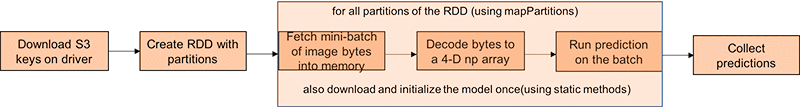 for all partitions of the RDD (using mapPartitions)
Download S3
keys on driver
Create RDD with
partitions
Fetch mini-batch
of image bytes
into memory
Decode bytes to
a 4-D np array
Run prediction
on the batch
Collect
predictions
also download and initialize the model once(using static methods)